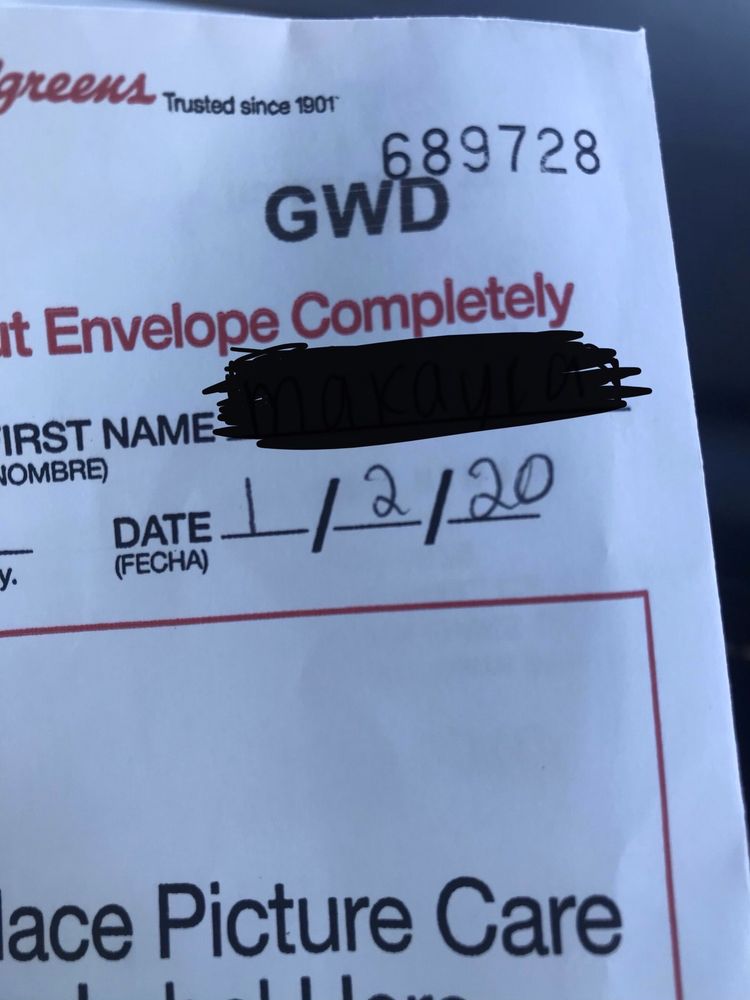 greens Trusted since 1901
689728
GWD
ut Envelope Completely
FIRST NAME
NOMBRE)
DATE 1/2/20
y. (FECHA)
lace Picture Care